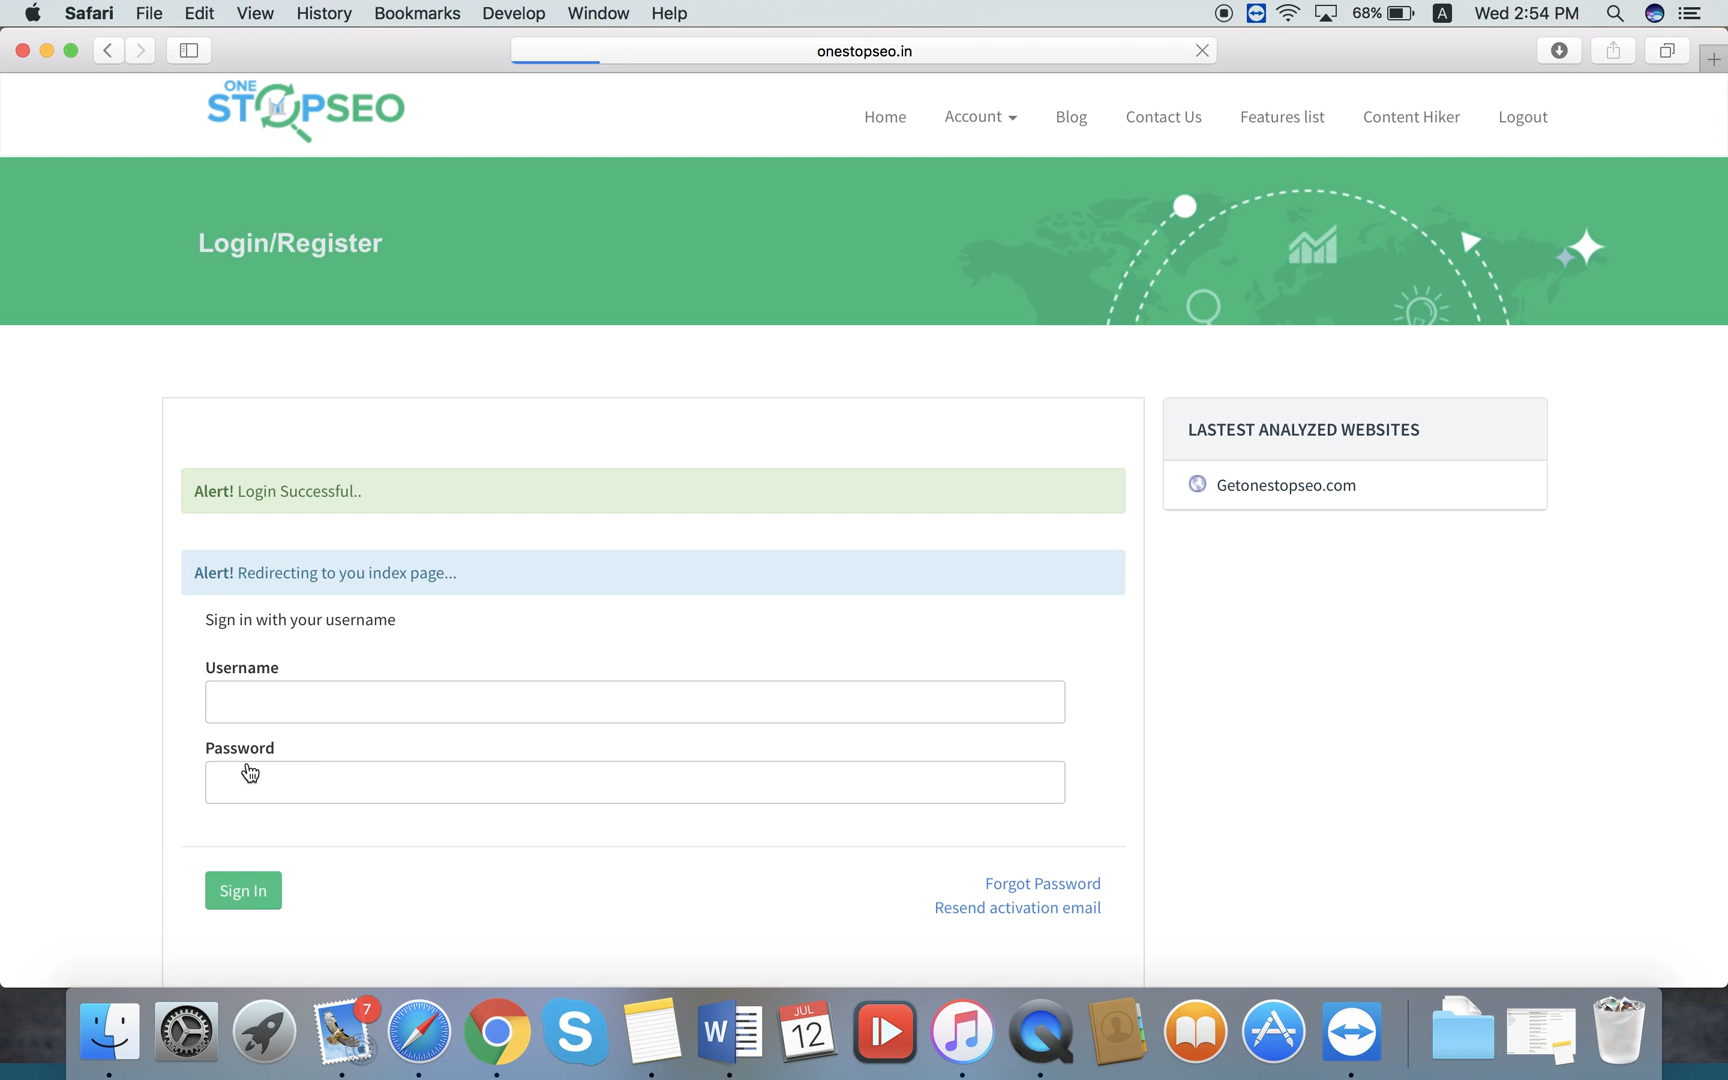 Safari File Edit View History Bookmarks Develop Window Help 68% A Wed 2:54 PM
onestopseo.in
ONE
STOPSEO
Home Account Blog Contact Us Features list Content Hiker Logout
Login/Register
LASTEST ANALYZED WEBSITES
Getonestopseo.com
Alert! Login Successful..
Alert! Redirecting to you index page...
Sign in with your username
Username
Password
Sign In
Forgot Password
Resend activation email
7
S
W
JUL
12